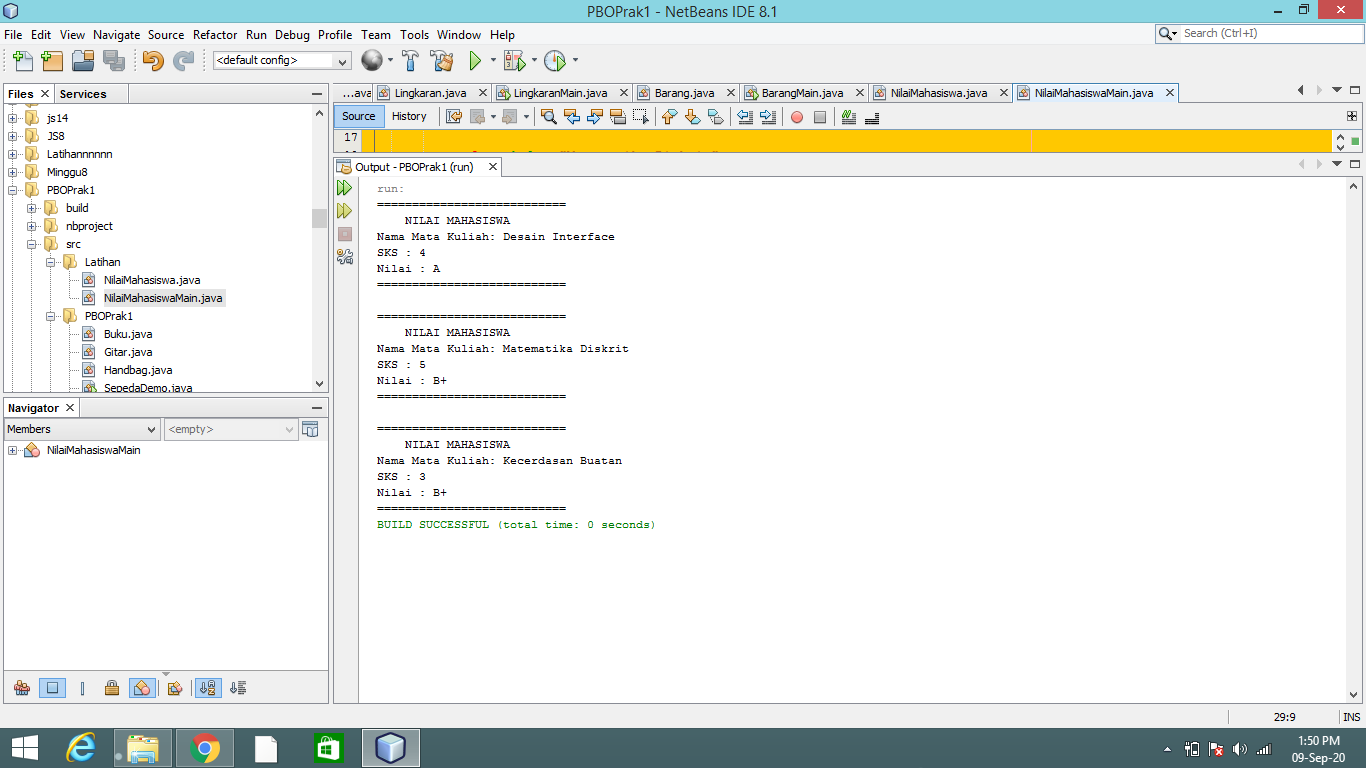 PBOPrak1 - NetBeans IDE 8.1
File Edit View Navigate Source Refactor Run Debug Profile Team Tools Window Help
Search (Ctrl+I)
<default config>
Files
Services
js14
JS8
Latihannnnnn
Minggu8
PBOPrak1
build
nbproject
src
Latihan
NilaiMahasiswa.java
NilaiMahasiswaMain.java
PBOPrak1
Buku.java
Gitar.java
Handbag.java
SepedaDemo.java
Navigator
Members
<empty>
NilaiMahasiswaMain
...ava Lingkaran.java LingkaranMain.java Barang.java BarangMain.java NilaiMahasiswa.java NilaiMahasiswaMain.java
Source History
17
Output - PBOPrak1 (run)
run:
===========================
NILAI MAHASISWA
Nama Mata Kuliah: Desain Interface
SKS : 4
Nilai : A
===========================
===========================
NILAI MAHASISWA
Nama Mata Kuliah: Matematika Diskrit
SKS : 5
Nilai : B+
===========================
===========================
NILAI MAHASISWA
Nama Mata Kuliah: Kecerdasan Buatan
SKS : 3
Nilai : B+
===========================
BUILD SUCCESSFUL (total time: 0 seconds)
29:9 INS
1:50 PM
09-Sep-20